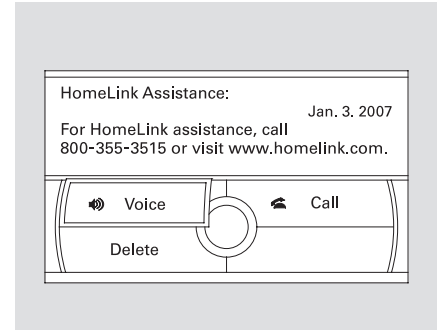 HomeLink Assistance:
Jan. 3. 2007
For HomeLink assistance, call
800-355-3515 or visit www.homelink.com.
Voice
Call
Delete